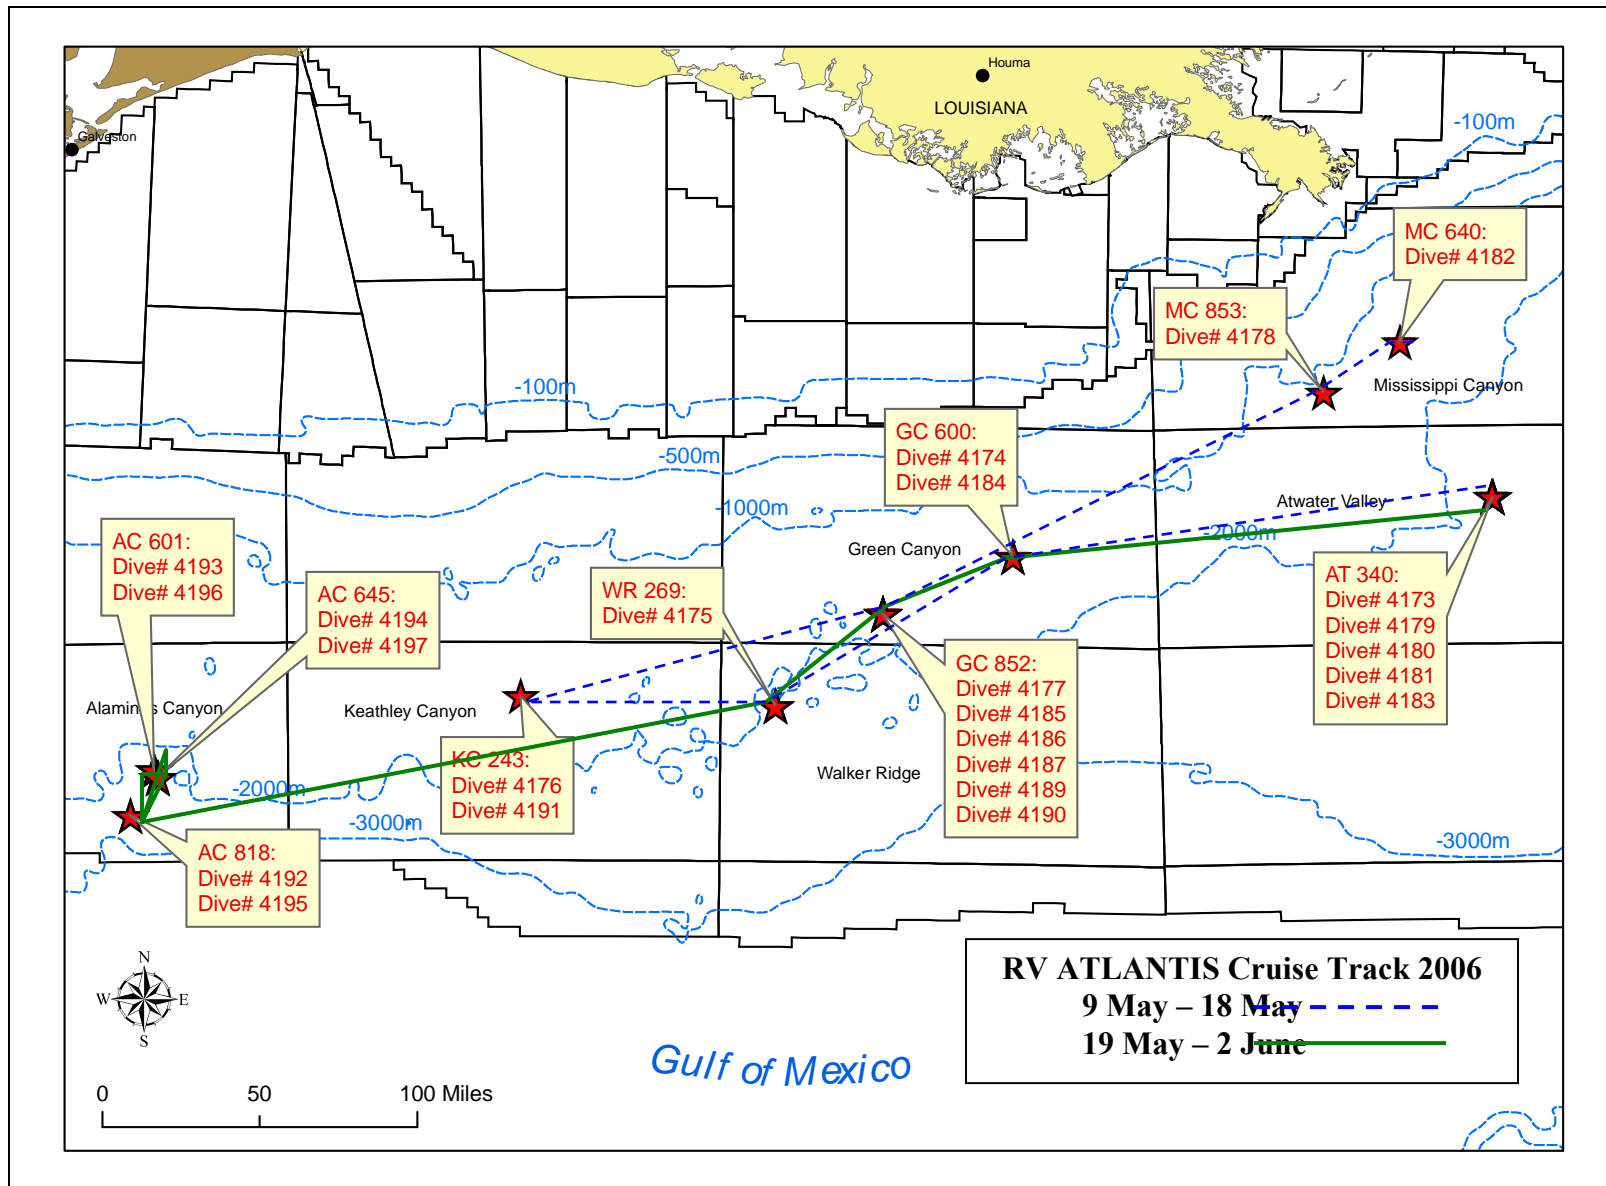 Houma
LOUISIANA
Galveston
-100m
MC 640:
Dive# 4182
MC 853:
Dive# 4178
Mississippi Canyon
-100m
-500m
GC 600:
Dive# 4174
Dive# 4184
-1000m
Atwater Valley
-2000m
Green Canyon
AC 601:
Dive# 4193
Dive# 4196
AC 645:
Dive# 4194
Dive# 4197
WR 269:
Dive# 4175
AT 340:
Dive# 4173
Dive# 4179
Dive# 4180
Dive# 4181
Dive# 4183
GC 852:
Dive# 4177
Dive# 4185
Dive# 4186
Dive# 4187
Dive# 4189
Dive# 4190
Alaminos Canyon
Keathley Canyon
KC 243:
Dive# 4176
Dive# 4191
Walker Ridge
-2000m
-3000m
-3000m
AC 818:
Dive# 4192
Dive# 4195
N
W E
S
RV ATLANTIS Cruise Track 2006
9 May – 18 May
19 May – 2 June
Gulf of Mexico
0 50 100 Miles